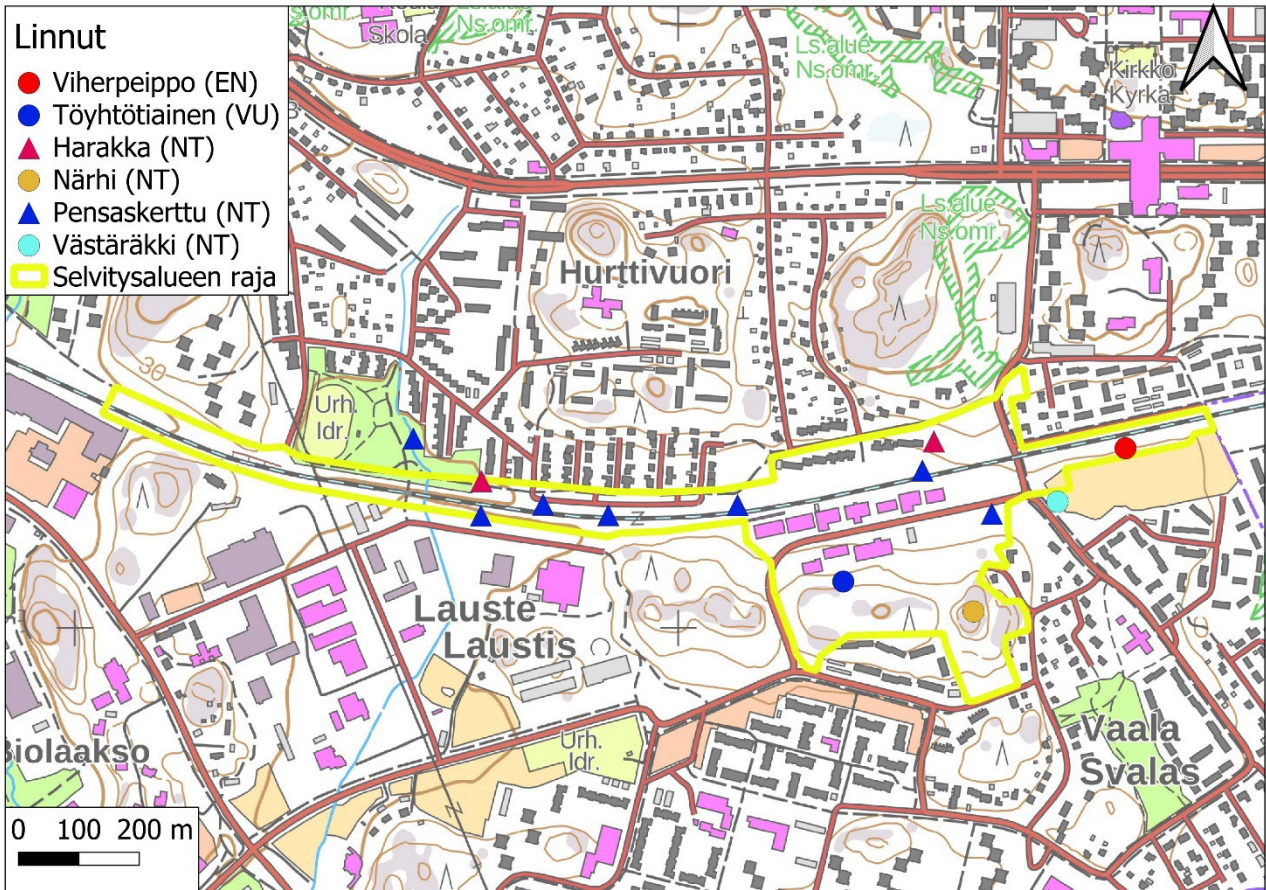 Linnut
Viherpeippo (EN)
Töyhtötiainen (VU)
Harakka (NT)
Närhi (NT)
Pensaskerttu (NT)
Västäräkki (NT)
Selvitysalueen raja
Skola
Ns.omr.
Ls.alue
Ns.omr.
Kirkko
Kyrka
Ls.alue
Ns.omr.
Hurttivuori
30
Urh.
Idr.
Z
Lauste
Laustis
Urh.
Idr.
Vaala
Svalas
0 100 200 m